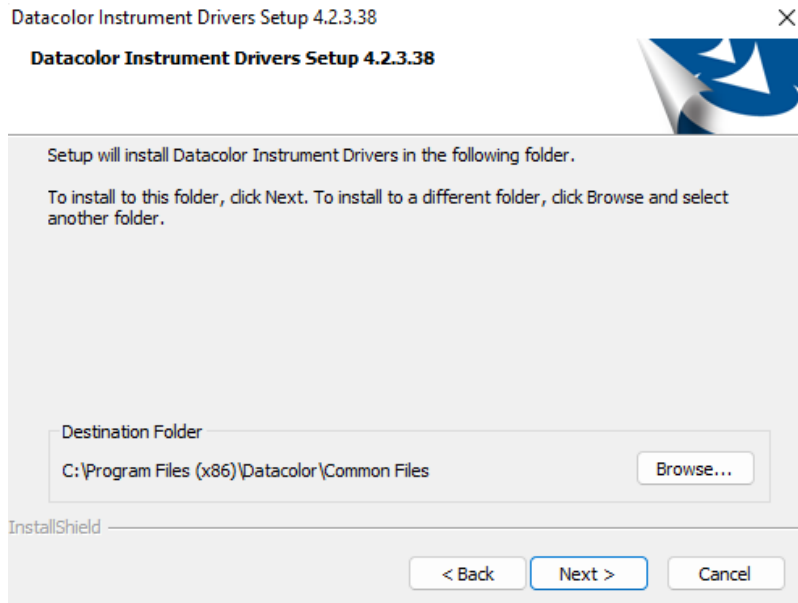 Datacolor Instrument Drivers Setup 4.2.3.38
Datacolor Instrument Drivers Setup 4.2.3.38
Setup will install Datacolor Instrument Drivers in the following folder.
To install to this folder, click Next. To install to a different folder, click Browse and select
another folder.
Destination Folder
C:\Program Files (x86)\Datacolor\Common Files
Browse...
InstallShield
< Back
Next >
Cancel